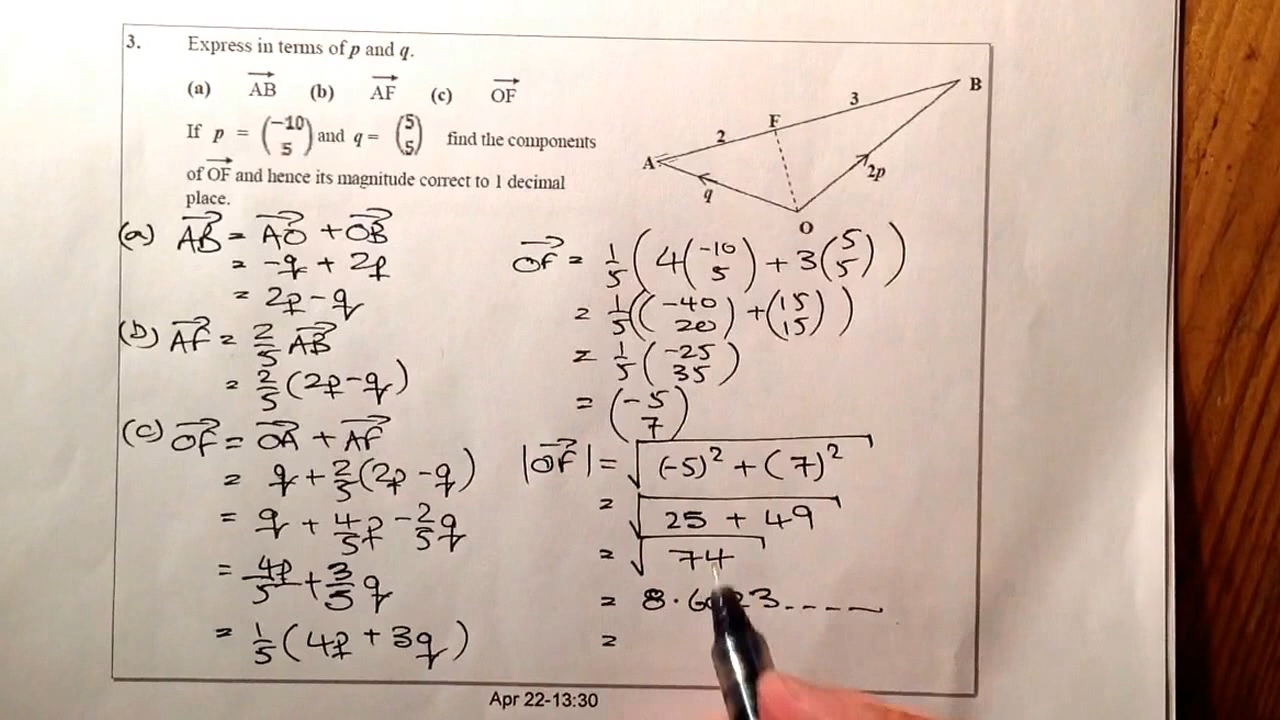 3. Express in terms of p and q.
(a) AB (b) AF (c) OF
If p = (−10 5) and q = (5 5) find the components
of OF and hence its magnitude correct to 1 decimal
place.
A
2
F
3
B
q
2p
O
(a) AB = AO + OB
= -q + 2p
= 2p - q
(b) AF = 2/5 AB
= 2/5 (2p - q)
(c) OF = OA + AF
= q + 2/5 (2p - q)
= q + 4/5 p - 2/5 q
= 4p/5 + 3/5 q
= 1/5 (4p + 3q)
OF = 1/5 (4(-10 5) + 3(5 5))
= 1/5 ((-40 20) + (15 15))
= 1/5 (-25 35)
= (-5 7)
|OF| = √(-5)² + (7)²
= √25 + 49
= √74
=
=
Apr 22-13:30